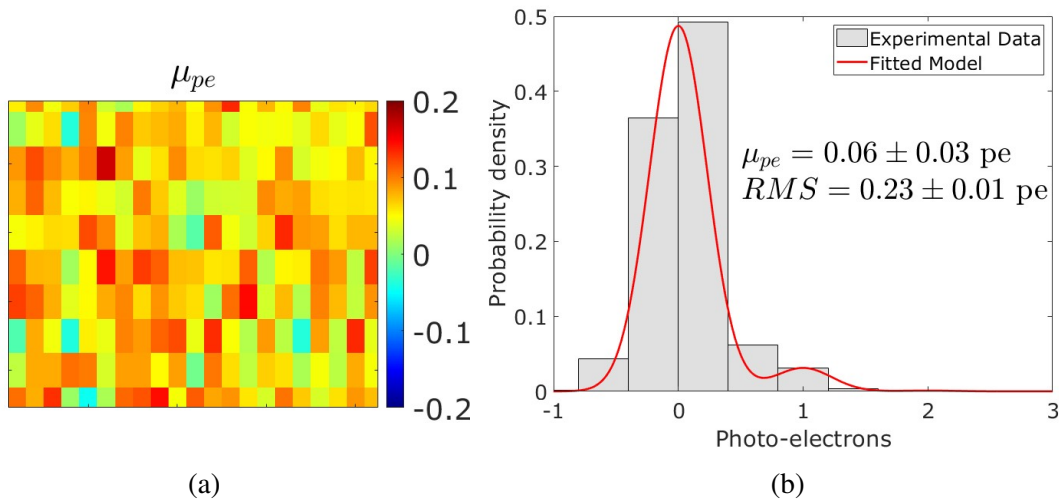 μ_pe
0.2
0.1
0
-0.1
-0.2
(a)
0.5
0.4
0.3
0.2
0.1
0
Probability density
-1
0
1
2
3
Photo-electrons
Experimental Data
Fitted Model
μ_pe = 0.06 ± 0.03 pe
RMS = 0.23 ± 0.01 pe
(b)